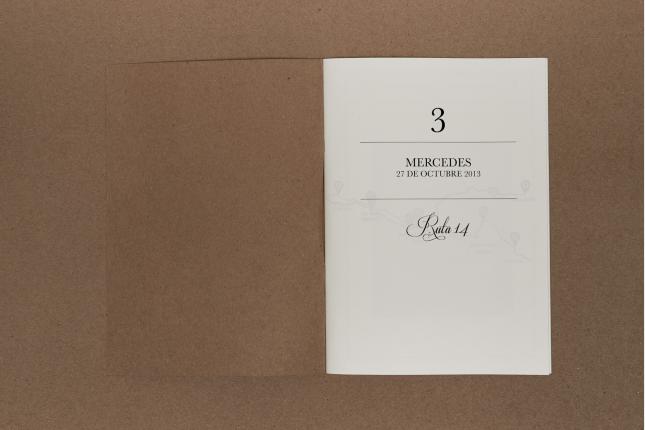 3
MERCEDES
27 DE OCTUBRE 2013
Ruta 14